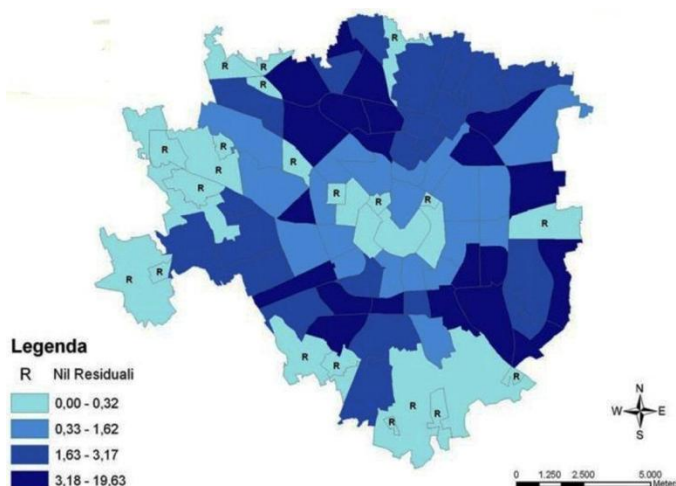 R
R R
R
R
R
R
R
R
R
R
R
R
R
R
R
Legenda
R Nil Residuali
0,00 - 0,32
0,33 - 1,62
1,63 - 3,17
3,18 - 19,63
R
R
R
R
R
R
N
W E
S
0 1.250 2.500 5.000
Meters